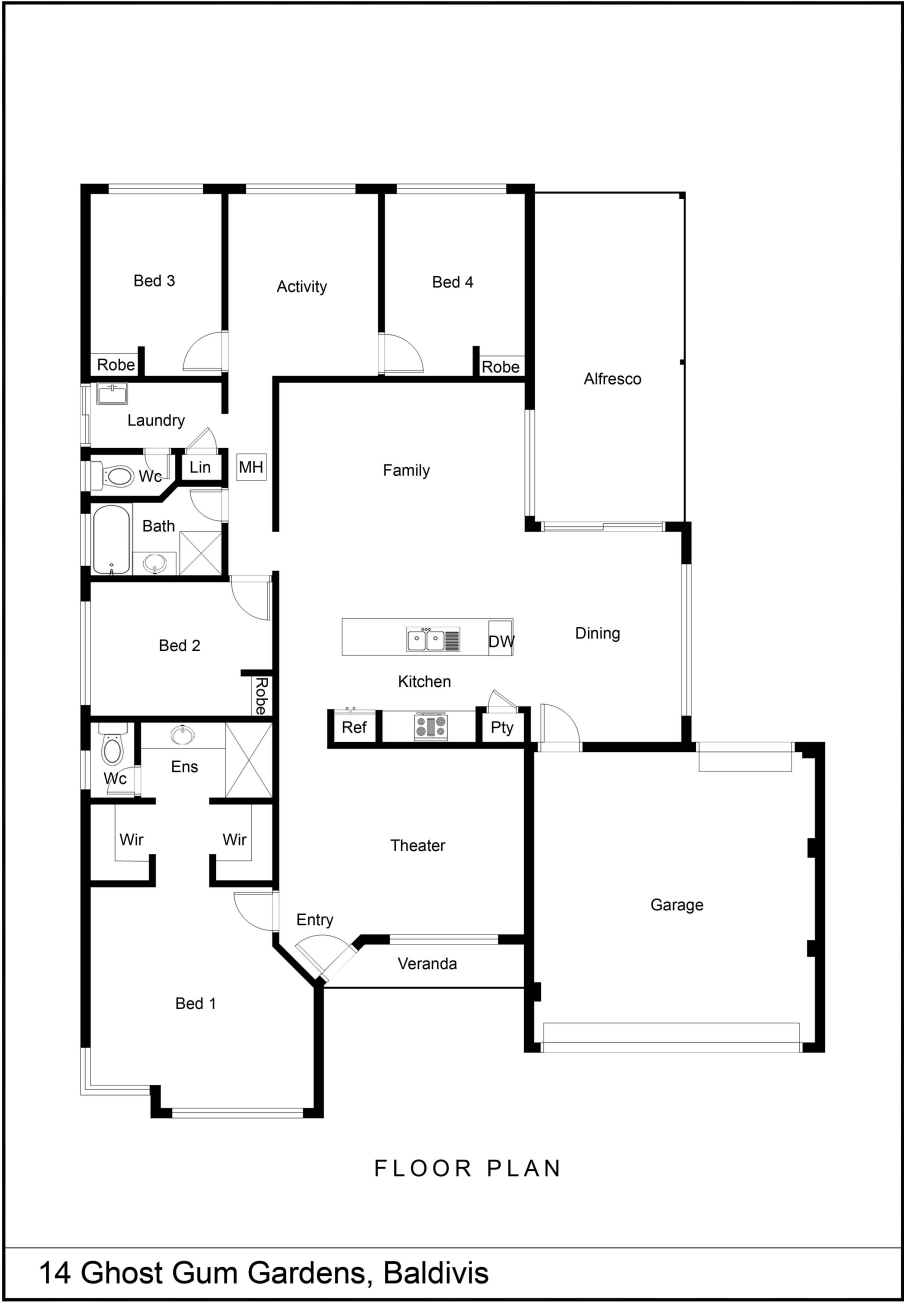 Bed 3
Activity
Bed 4
Robe
Robe
Alfresco
Laundry
Family
Wc
Lin
MH
Bath
Bed 2
Robe
DW
Dining
Kitchen
Ref
Pty
Wc
Ens
Wir
Wir
Theater
Garage
Entry
Veranda
Bed 1
FLOOR PLAN
14 Ghost Gum Gardens, Baldivis